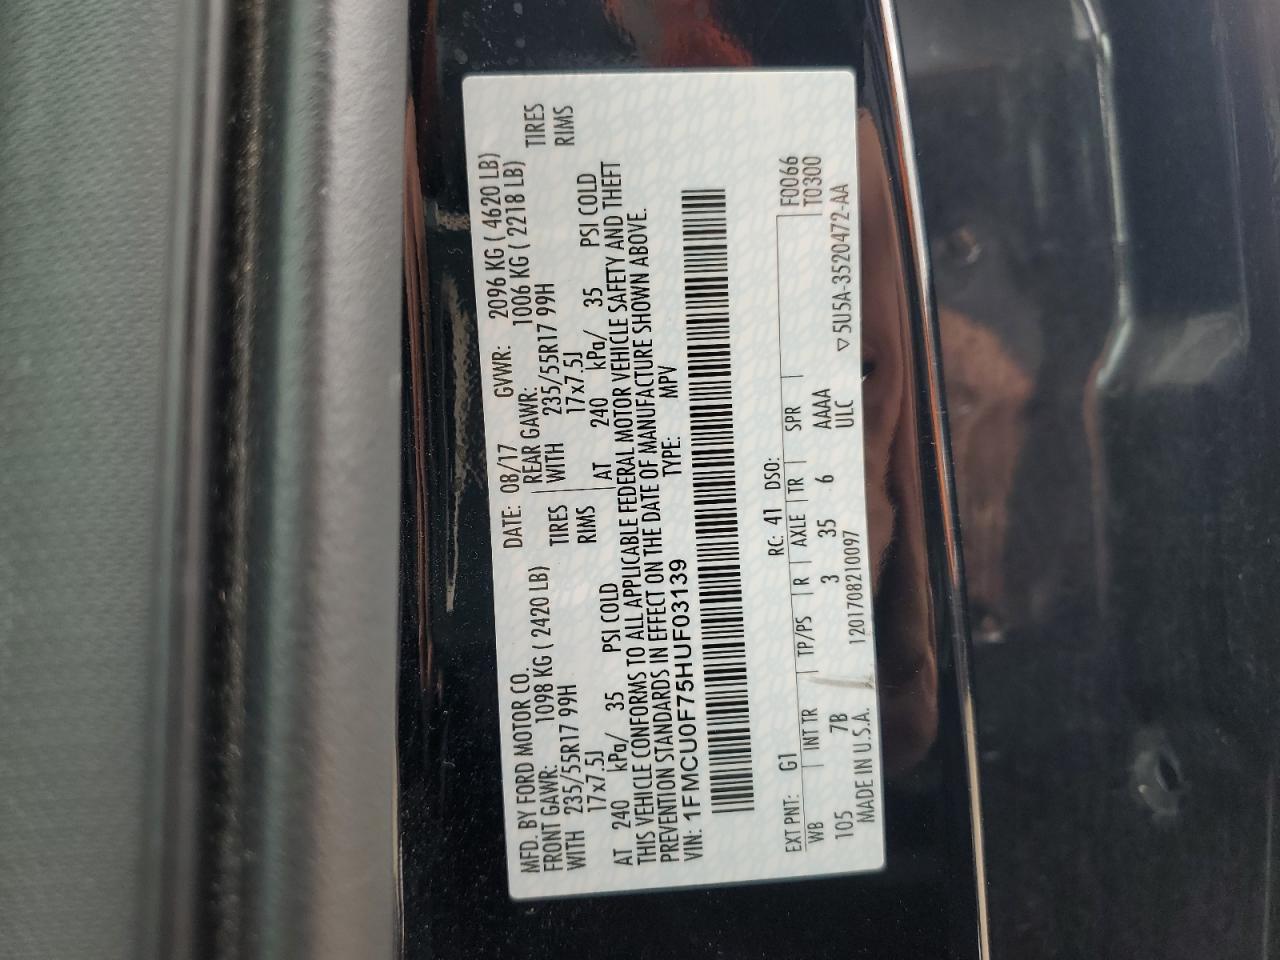 MFD. BY FORD MOTOR CO. DATE: 08/17 GVWR: 2096 KG ( 4620 LB)
FRONT GAWR: 1098 KG ( 2420 LB) REAR GAWR: 1006 KG ( 2218 LB)
WITH 235/55R17 99H TIRES WITH 235/55R17 99H TIRES
17x7.5J RIMS 17x7.5J RIMS
AT 240 kPa/ 35 PSI COLD AT 240 kPa/ 35 PSI COLD
THIS VEHICLE CONFORMS TO ALL APPLICABLE FEDERAL MOTOR VEHICLE SAFETY AND THEFT
PREVENTION STANDARDS IN EFFECT ON THE DATE OF MANUFACTURE SHOWN ABOVE.
VIN: 1FMCU0F75HUF03139 TYPE: MPV
EXT PNT: G1 RC: 41 DSO: F0066
WB INT TR TP/PS R AXLE TR SPR T0300
105 7B 3 35 6 AAAA
ULC ▽5U5A-3520472-AA
MADE IN U.S.A. 1201708210097